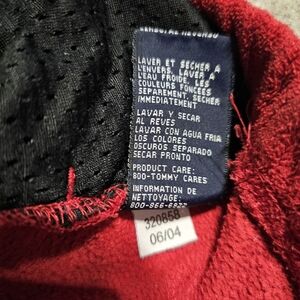 LAVER ET SECHER A
L'ENVERS. LAVER A
L'EAU FROIDE. LES
COULEURS FONCEES
SEPAREMENT. SECHER
IMMEDIATEMENT
LAVAR Y SECAR
AL REVES
LAVAR CON AGUA FRIA
LOS COLORES
OSCUROS SEPARADO
SECAR PRONTO
PRODUCT CARE:
800-TOMMY CARES
INFORMATION DE
NETTOYAGE:
320858
06/04